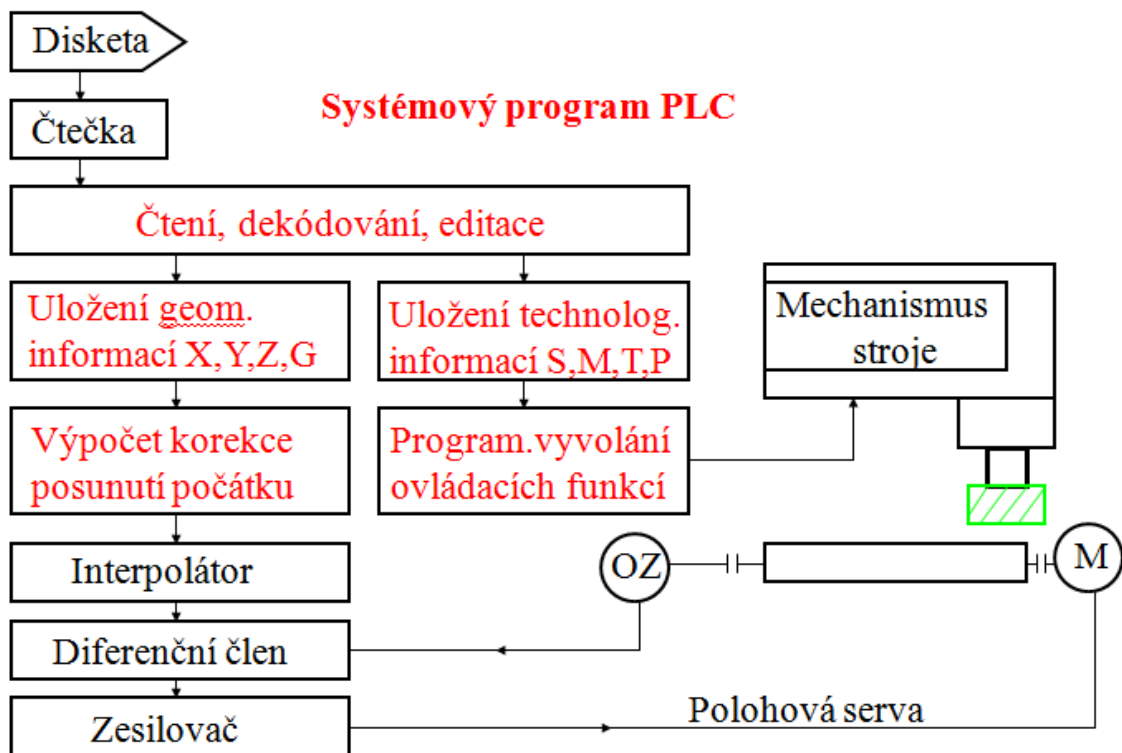 Disketa
Systémový program PLC
Čtečka
Čtení, dekódování, editace
Uložení geom.
informací X,Y,Z,G
Uložení technolog.
informací S,M,T,P
Mechanismus
stroje
Výpočet korekce
posunutí počátku
Program.vyvolání
ovládacích funkcí
Interpolátor
OZ
M
Diferenční člen
Zesilovač
Polohová serva